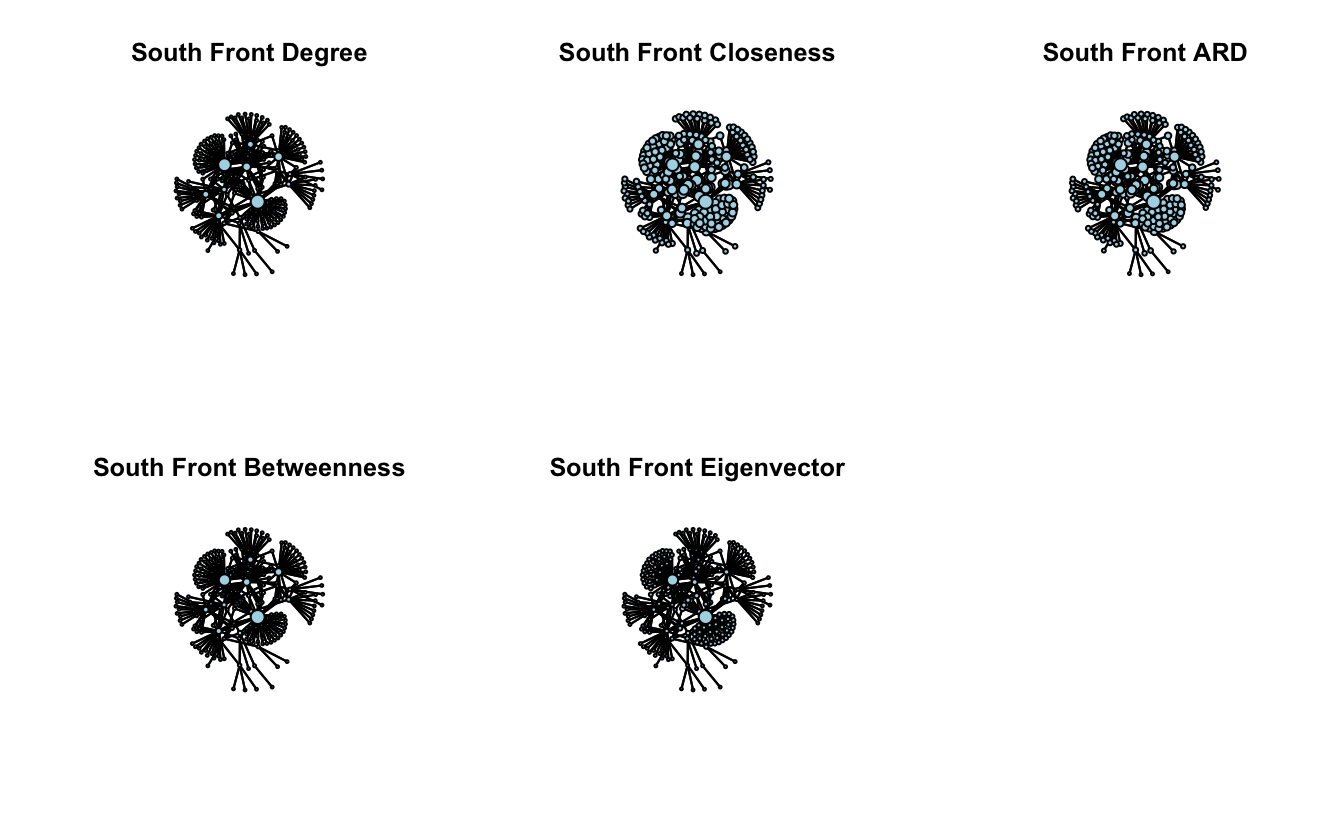 South Front Degree
South Front Closeness
South Front ARD
South Front Betweenness
South Front Eigenvector